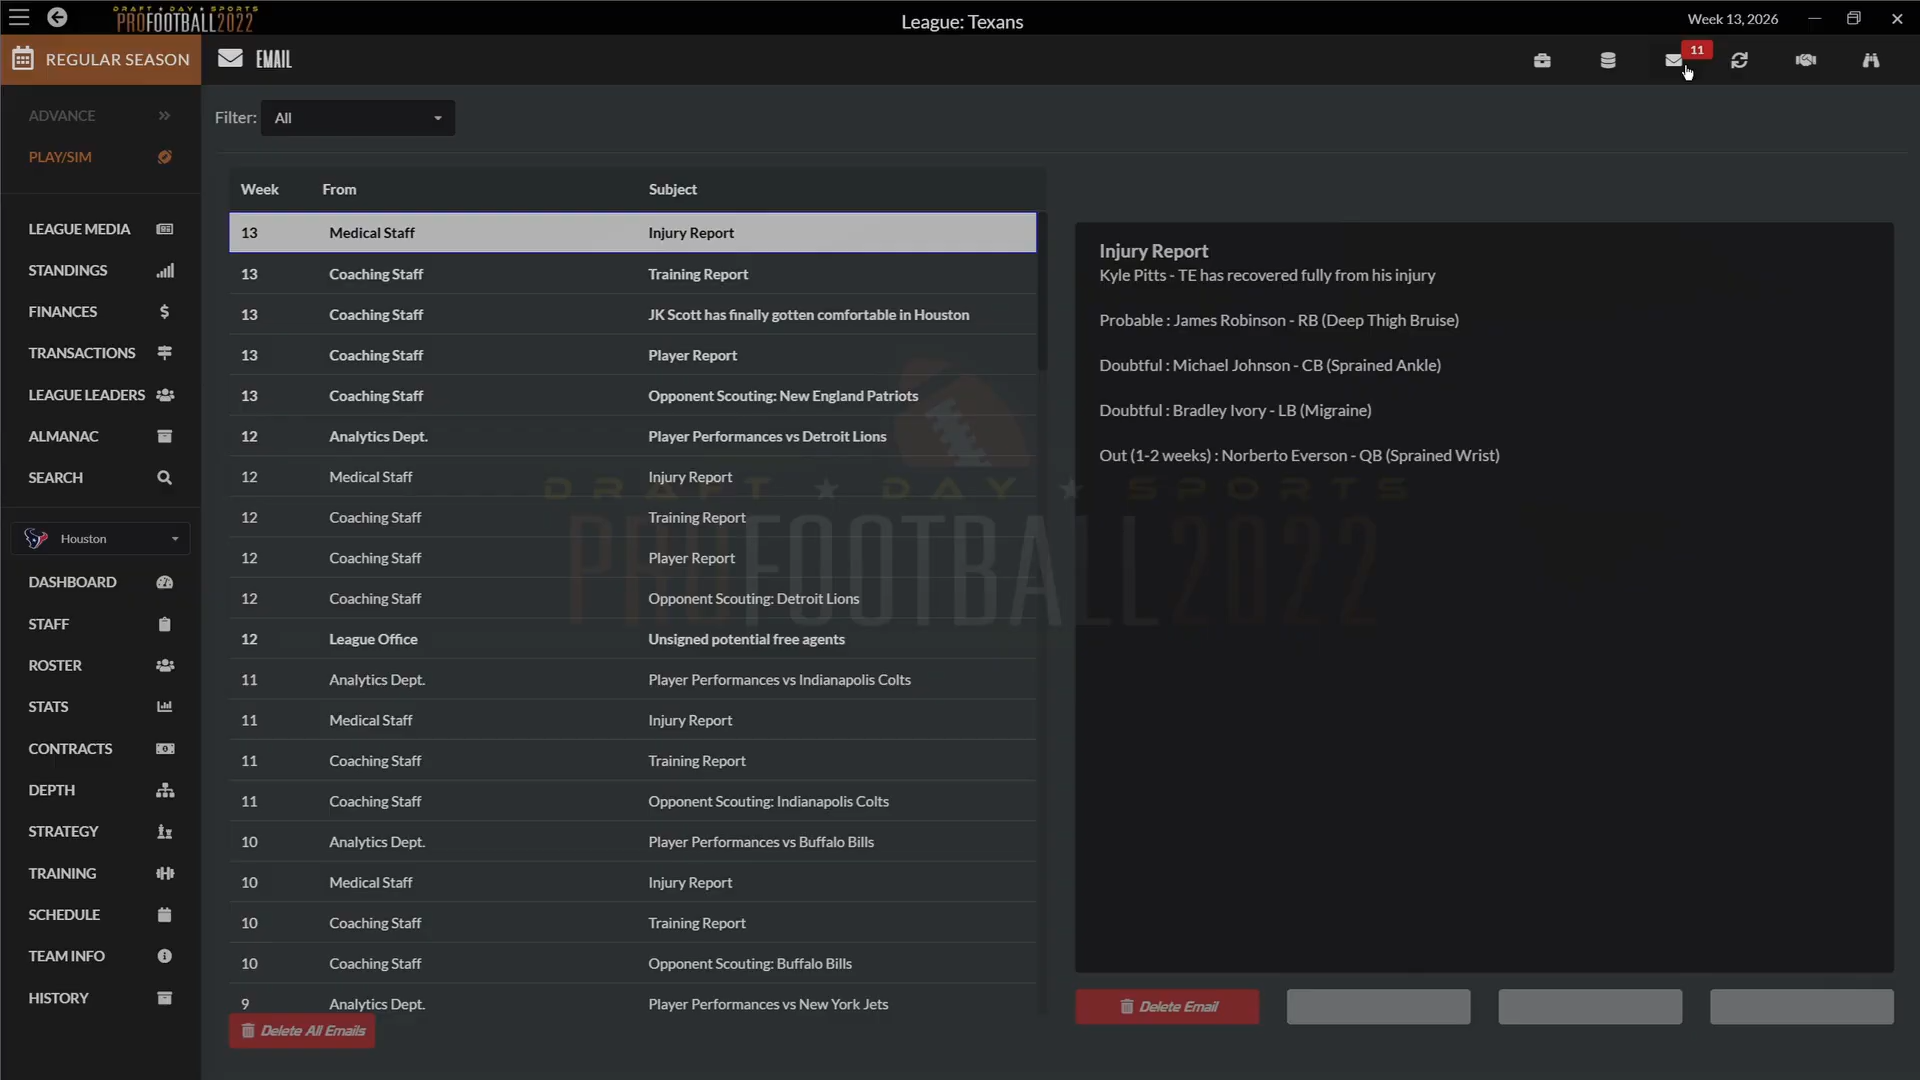 DRAFT • DAY • SPORTS
PROFOOTBALL2022
League: Texans
Week 13, 2026
REGULAR SEASON
EMAIL
11
ADVANCE
PLAY/SIM
LEAGUE MEDIA
STANDINGS
FINANCES
TRANSACTIONS
LEAGUE LEADERS
ALMANAC
SEARCH
Houston
DASHBOARD
STAFF
ROSTER
STATS
CONTRACTS
DEPTH
STRATEGY
TRAINING
SCHEDULE
TEAM INFO
HISTORY
Filter: All
Week From Subject
13 Medical Staff Injury Report
13 Coaching Staff Training Report
13 Coaching Staff JK Scott has finally gotten comfortable in Houston
13 Coaching Staff Player Report
13 Coaching Staff Opponent Scouting: New England Patriots
12 Analytics Dept. Player Performances vs Detroit Lions
12 Medical Staff Injury Report
12 Coaching Staff Training Report
12 Coaching Staff Player Report
12 Coaching Staff Opponent Scouting: Detroit Lions
12 League Office Unsigned potential free agents
11 Analytics Dept. Player Performances vs Indianapolis Colts
11 Medical Staff Injury Report
11 Coaching Staff Training Report
11 Coaching Staff Opponent Scouting: Indianapolis Colts
10 Analytics Dept. Player Performances vs Buffalo Bills
10 Medical Staff Injury Report
10 Coaching Staff Training Report
10 Coaching Staff Opponent Scouting: Buffalo Bills
9 Analytics Dept. Player Performances vs New York Jets
Delete All Emails
Injury Report
Kyle Pitts - TE has recovered fully from his injury
Probable : James Robinson - RB (Deep Thigh Bruise)
Doubtful : Michael Johnson - CB (Sprained Ankle)
Doubtful : Bradley Ivory - LB (Migraine)
Out (1-2 weeks) : Norberto Everson - QB (Sprained Wrist)
Delete Email
DRAFT ★ DAY ★ SPORTS
PROFOOTBALL2022